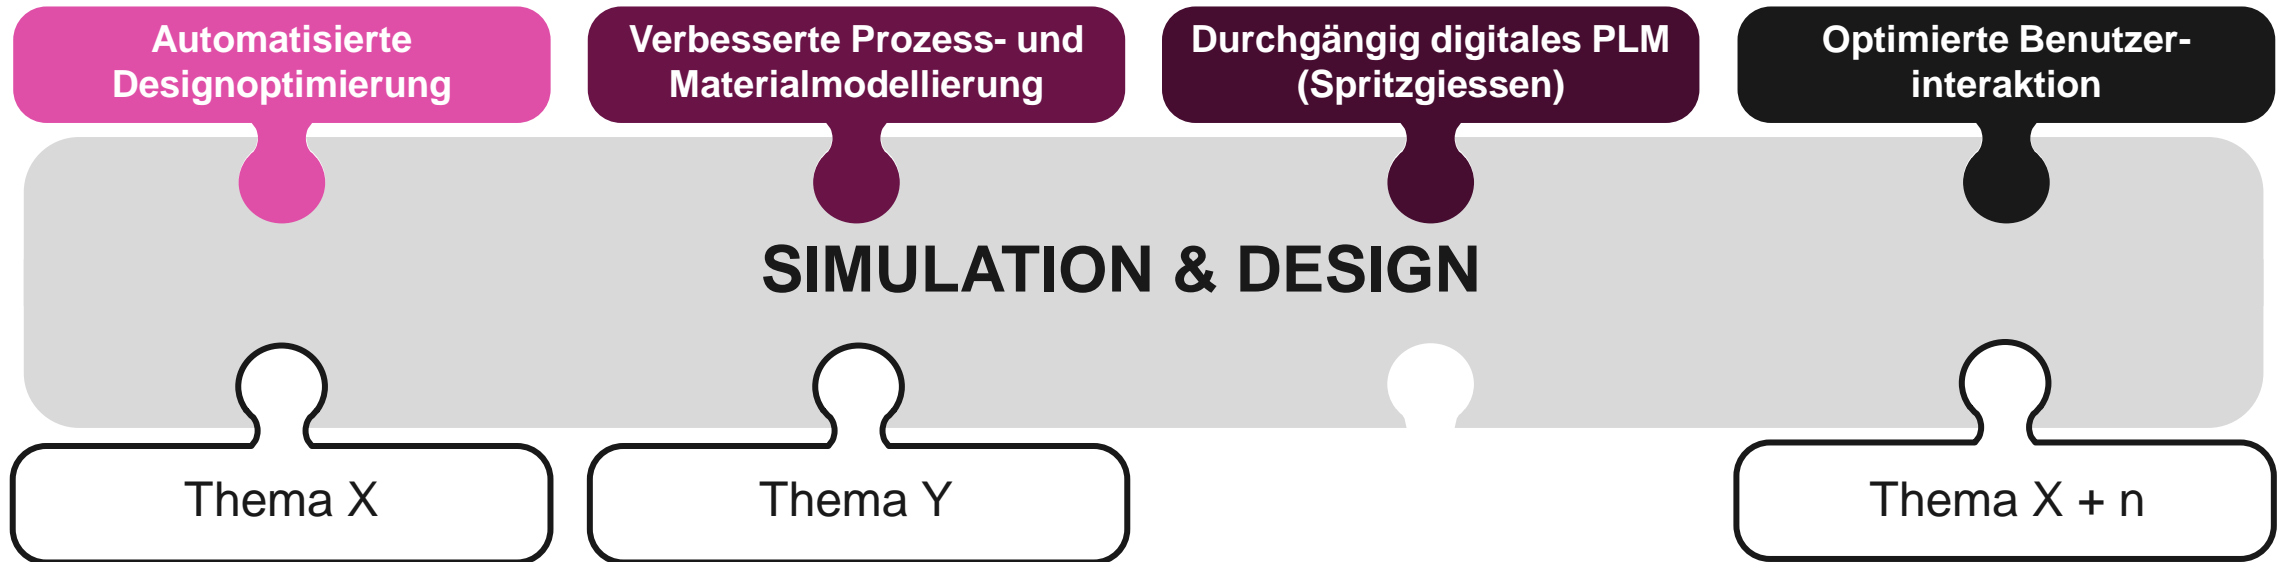 Automatisierte
Designoptimierung
Verbesserte Prozess- und
Materialmodellierung
Durchgängig digitales PLM
(Spritzgiessen)
Optimierte Benutzer-
interaktion
SIMULATION & DESIGN
Thema X
Thema Y
Thema X + n